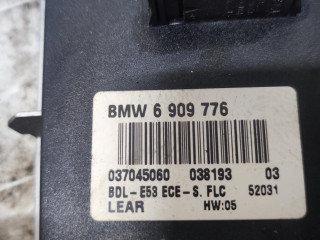 BMW 6 909 776
037045060 038193 03
BDL-E53 ECE-S. FLC 52031
LEAR HW:05